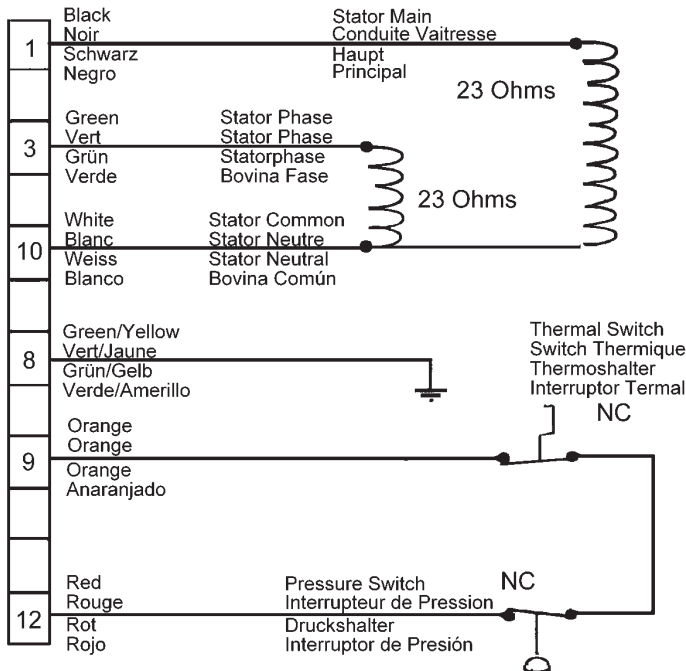 1
Black
Noir
Schwarz
Negro
Stator Main
Conduite Vaitresse
Haupt
Principal
23 Ohms
3
Green
Vert
Grün
Verde
Stator Phase
Stator Phase
Statorphase
Bovina Fase
23 Ohms
10
White
Blanc
Weiss
Blanco
Stator Common
Stator Neutre
Stator Neutral
Bovina Común
8
Green/Yellow
Vert/Jaune
Grün/Gelb
Verde/Amerillo
Thermal Switch
Switch Thermique
Thermoshalter
Interruptor Termal
NC
9
Orange
Orange
Orange
Anaranjado
12
Red
Rouge
Rot
Rojo
Pressure Switch
Interrupteur de Pression
Druckshalter
Interruptor de Presión
NC